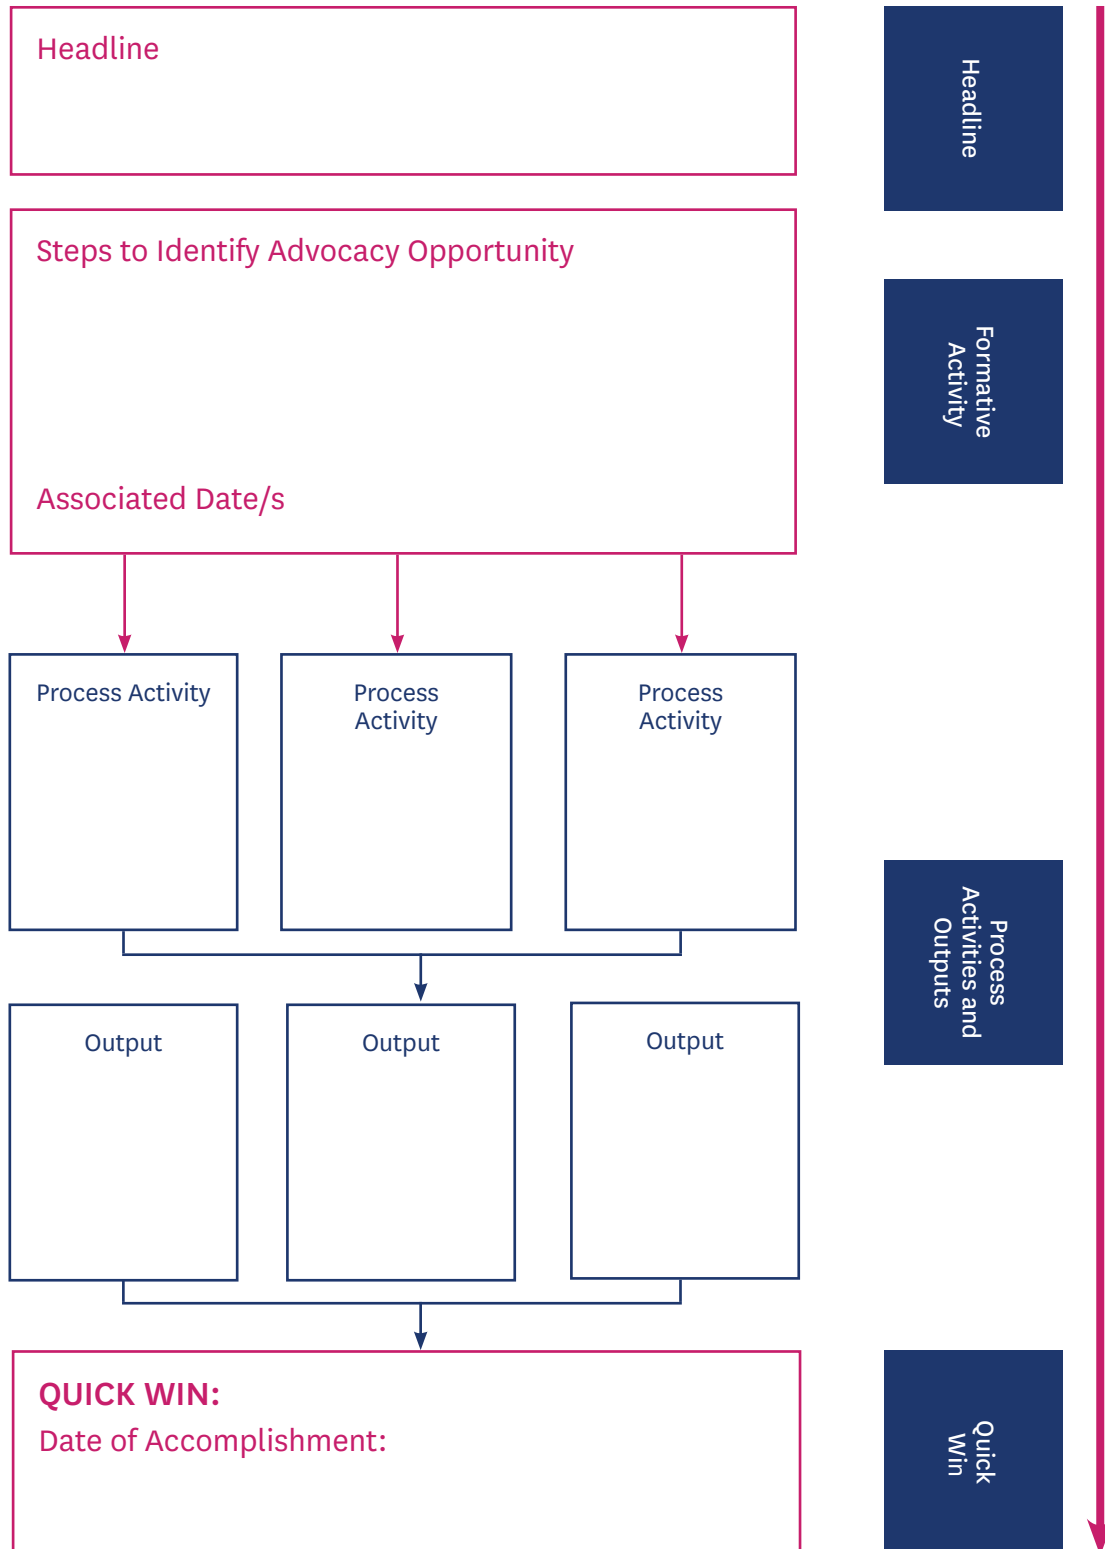 Headline
Headline
Steps to Identify Advocacy Opportunity
Associated Date/s
Formative
Activity
Process Activity
Process
Activity
Process
Activity
Process
Activities and
Outputs
Output
Output
Output
QUICK WIN:
Date of Accomplishment:
Quick
Win